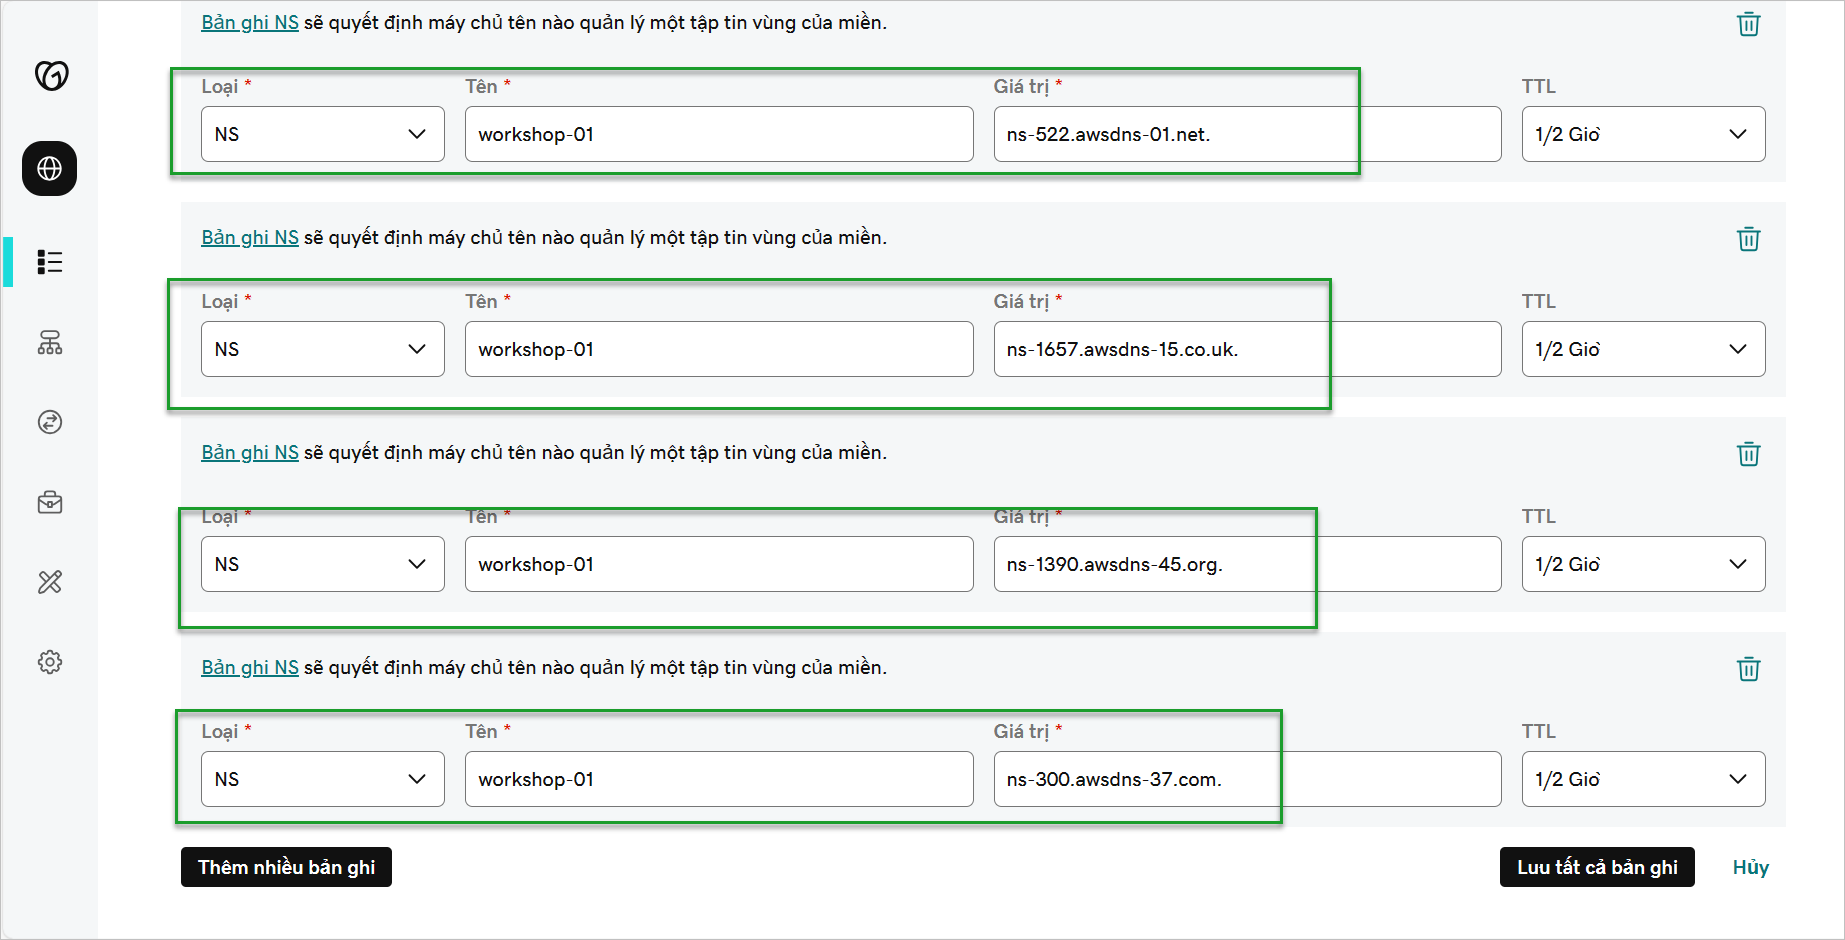 Bản ghi NS sẽ quyết định máy chủ tên nào quản lý một tập tin vùng của miền.
Loại * Tên * Giá trị * TTL
NS workshop-01 ns-522.awsdns-01.net. 1/2 Giờ
Bản ghi NS sẽ quyết định máy chủ tên nào quản lý một tập tin vùng của miền.
Loại * Tên * Giá trị * TTL
NS workshop-01 ns-1657.awsdns-15.co.uk. 1/2 Giờ
Bản ghi NS sẽ quyết định máy chủ tên nào quản lý một tập tin vùng của miền.
Loại * Tên * Giá trị * TTL
NS workshop-01 ns-1390.awsdns-45.org. 1/2 Giờ
Bản ghi NS sẽ quyết định máy chủ tên nào quản lý một tập tin vùng của miền.
Loại * Tên * Giá trị * TTL
NS workshop-01 ns-300.awsdns-37.com. 1/2 Giờ
Thêm nhiều bản ghi Lưu tất cả bản ghi Hủy